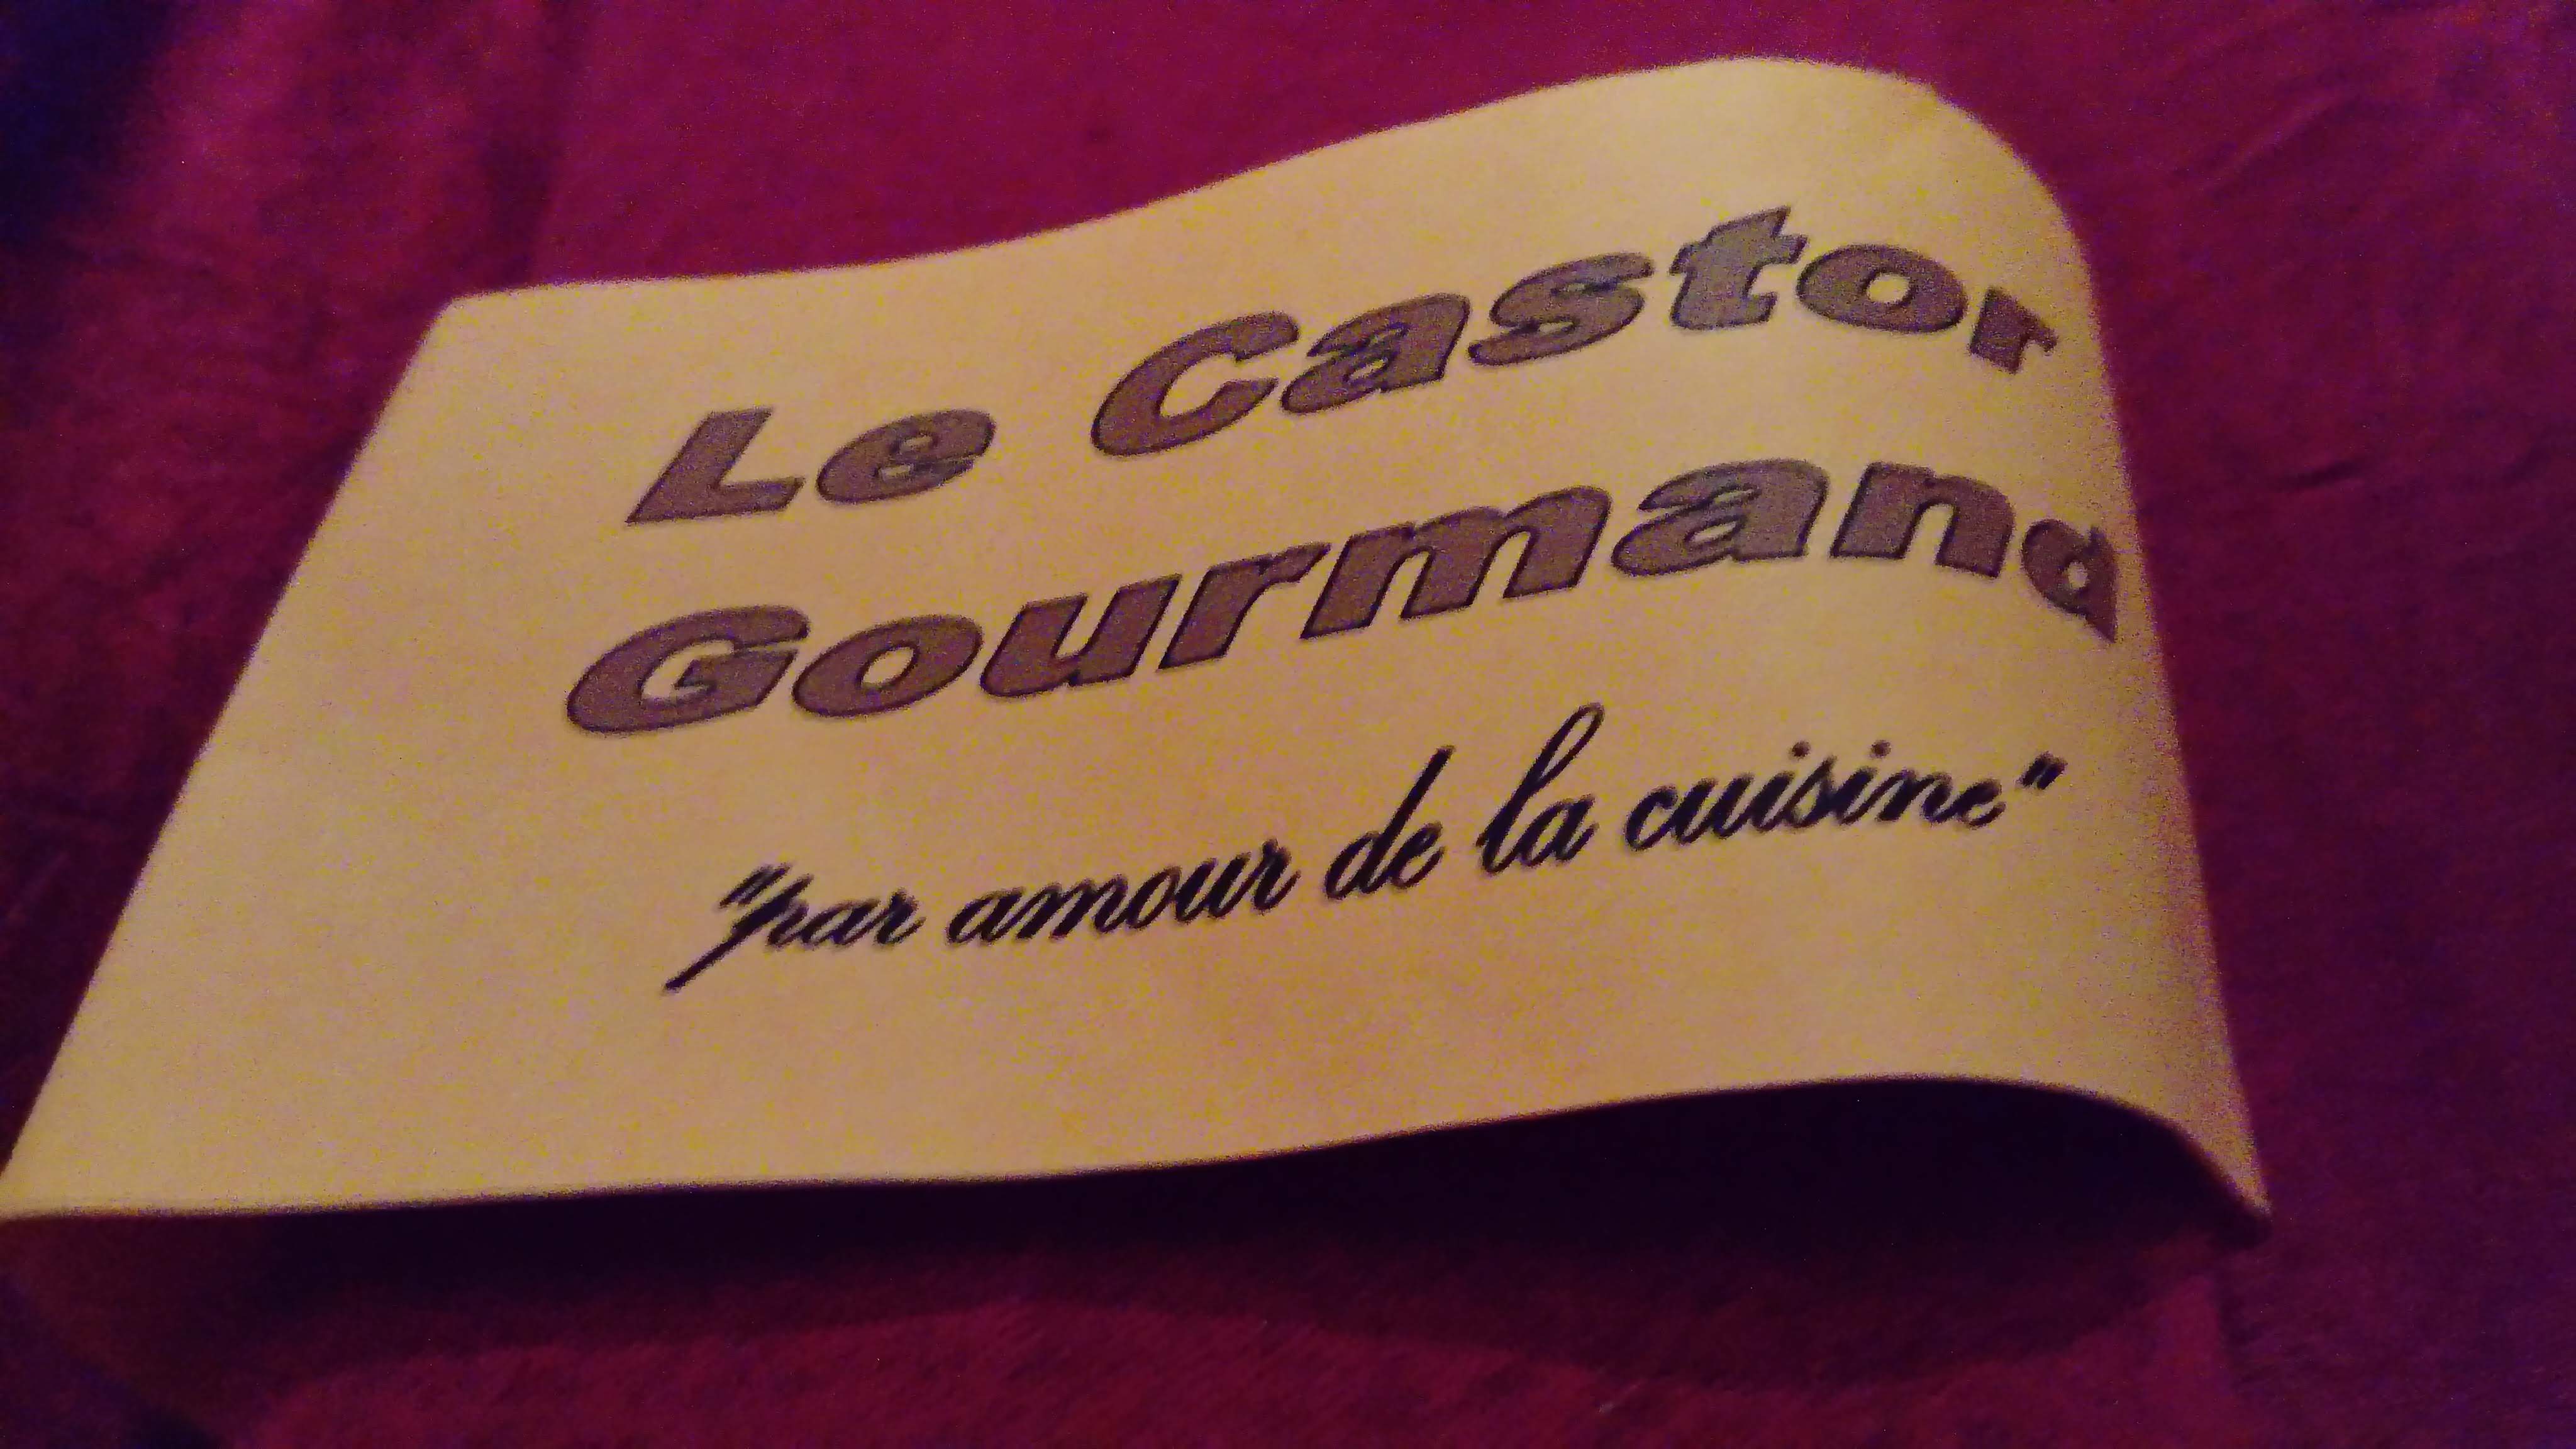 Le Castor
Gourmand
"par amour de la cuisine"